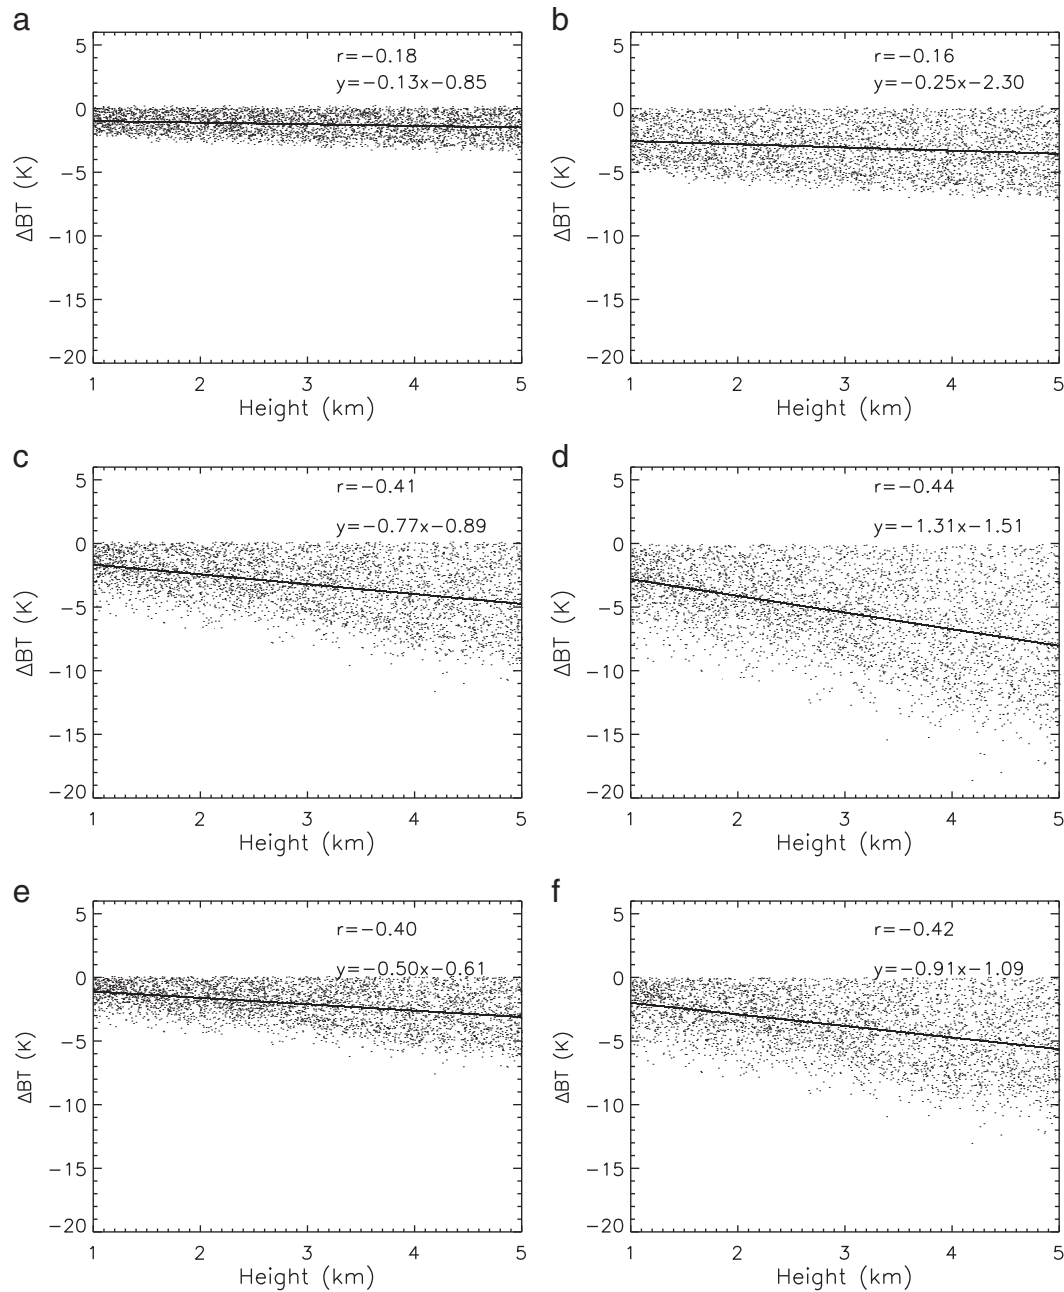 a
5
0
−5
−10
−15
−20
ΔBT (K)
r=−0.18
y=−0.13x−0.85
1 2 3 4 5
Height (km)
b
5
0
−5
−10
−15
−20
ΔBT (K)
r=−0.16
y=−0.25x−2.30
1 2 3 4 5
Height (km)
c
5
0
−5
−10
−15
−20
ΔBT (K)
r=−0.41
y=−0.77x−0.89
1 2 3 4 5
Height (km)
d
5
0
−5
−10
−15
−20
ΔBT (K)
r=−0.44
y=−1.31x−1.51
1 2 3 4 5
Height (km)
e
5
0
−5
−10
−15
−20
ΔBT (K)
r=−0.40
y=−0.50x−0.61
1 2 3 4 5
Height (km)
f
5
0
−5
−10
−15
−20
ΔBT (K)
r=−0.42
y=−0.91x−1.09
1 2 3 4 5
Height (km)